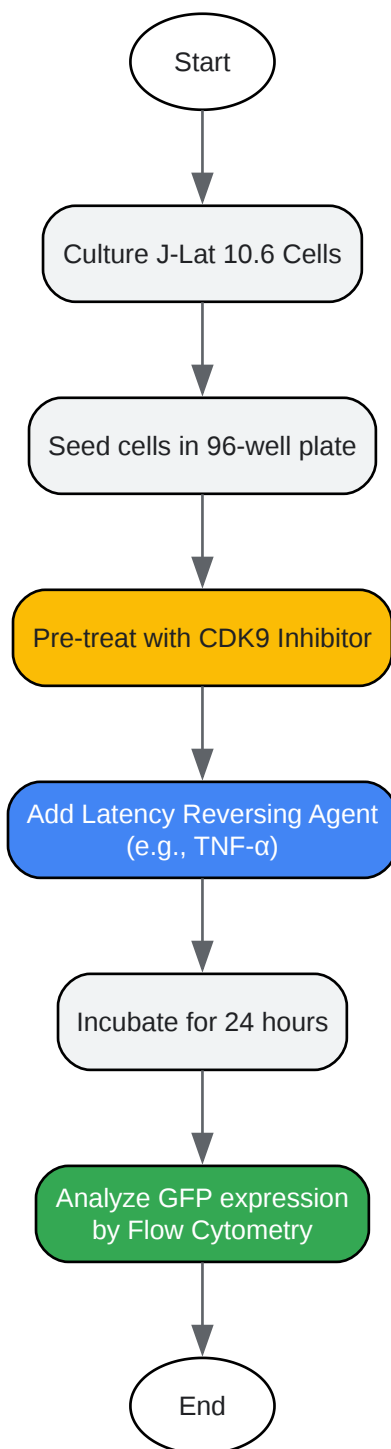 Start
Culture J-Lat 10.6 Cells
Seed cells in 96-well plate
Pre-treat with CDK9 Inhibitor
Add Latency Reversing Agent
(e.g., TNF-α)
Incubate for 24 hours
Analyze GFP expression
by Flow Cytometry
End